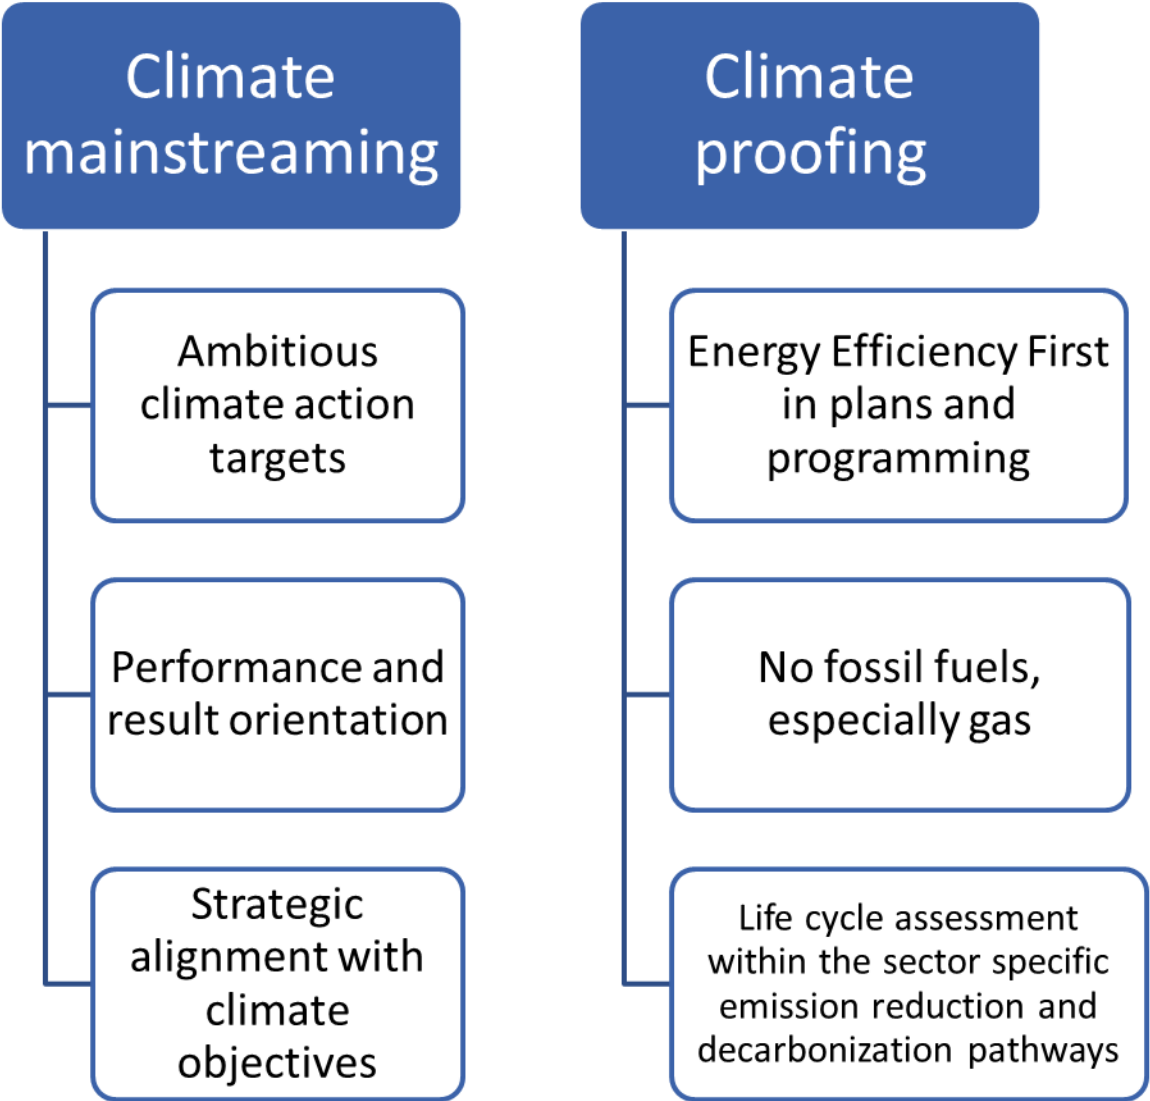 Climate
mainstreaming
Ambitious
climate action
targets
Performance and
result orientation
Strategic
alignment with
climate
objectives
Climate
proofing
Energy Efficiency First
in plans and
programming
No fossil fuels,
especially gas
Life cycle assessment
within the sector specific
emission reduction and
decarbonization pathways